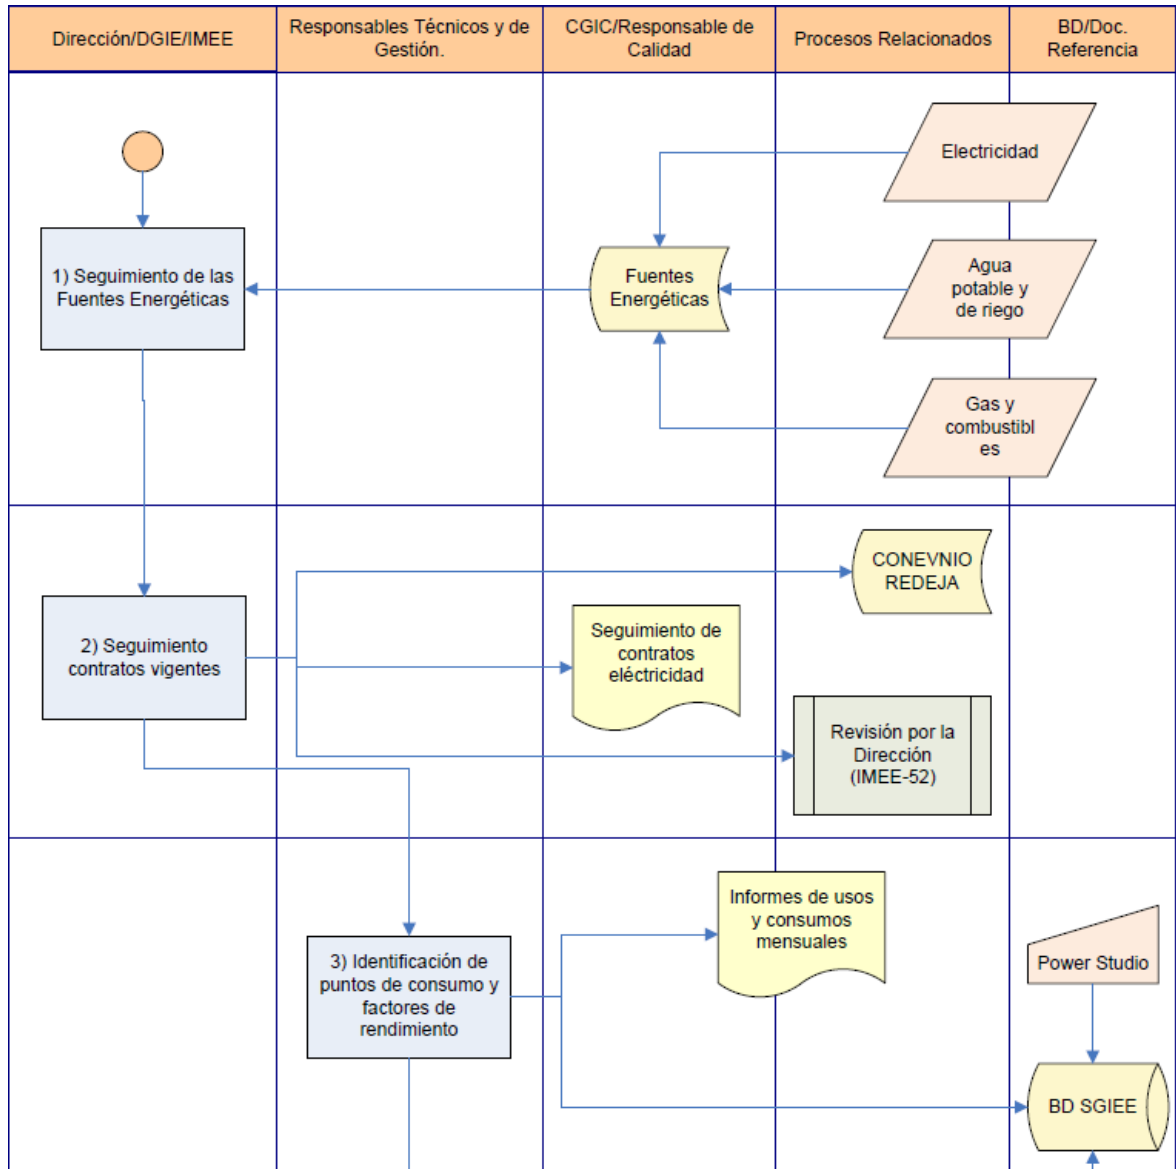 Dirección/DGIE/IMEE
Responsables Técnicos y de
Gestión.
CGIC/Responsable de
Calidad
Procesos Relacionados
BD/Doc.
Referencia
Electricidad
1) Seguimiento de las
Fuentes Energéticas
Fuentes
Energéticas
Agua
potable y
de riego
Gas y
combustibl
es
CONEVNIO
REDEJA
2) Seguimiento
contratos vigentes
Seguimiento de
contratos
eléctricidad
Revisión por la
Dirección
(IMEE-52)
Informes de usos
y consumos
mensuales
3) Identificación de
puntos de consumo y
factores de
rendimiento
Power Studio
BD SGIEE